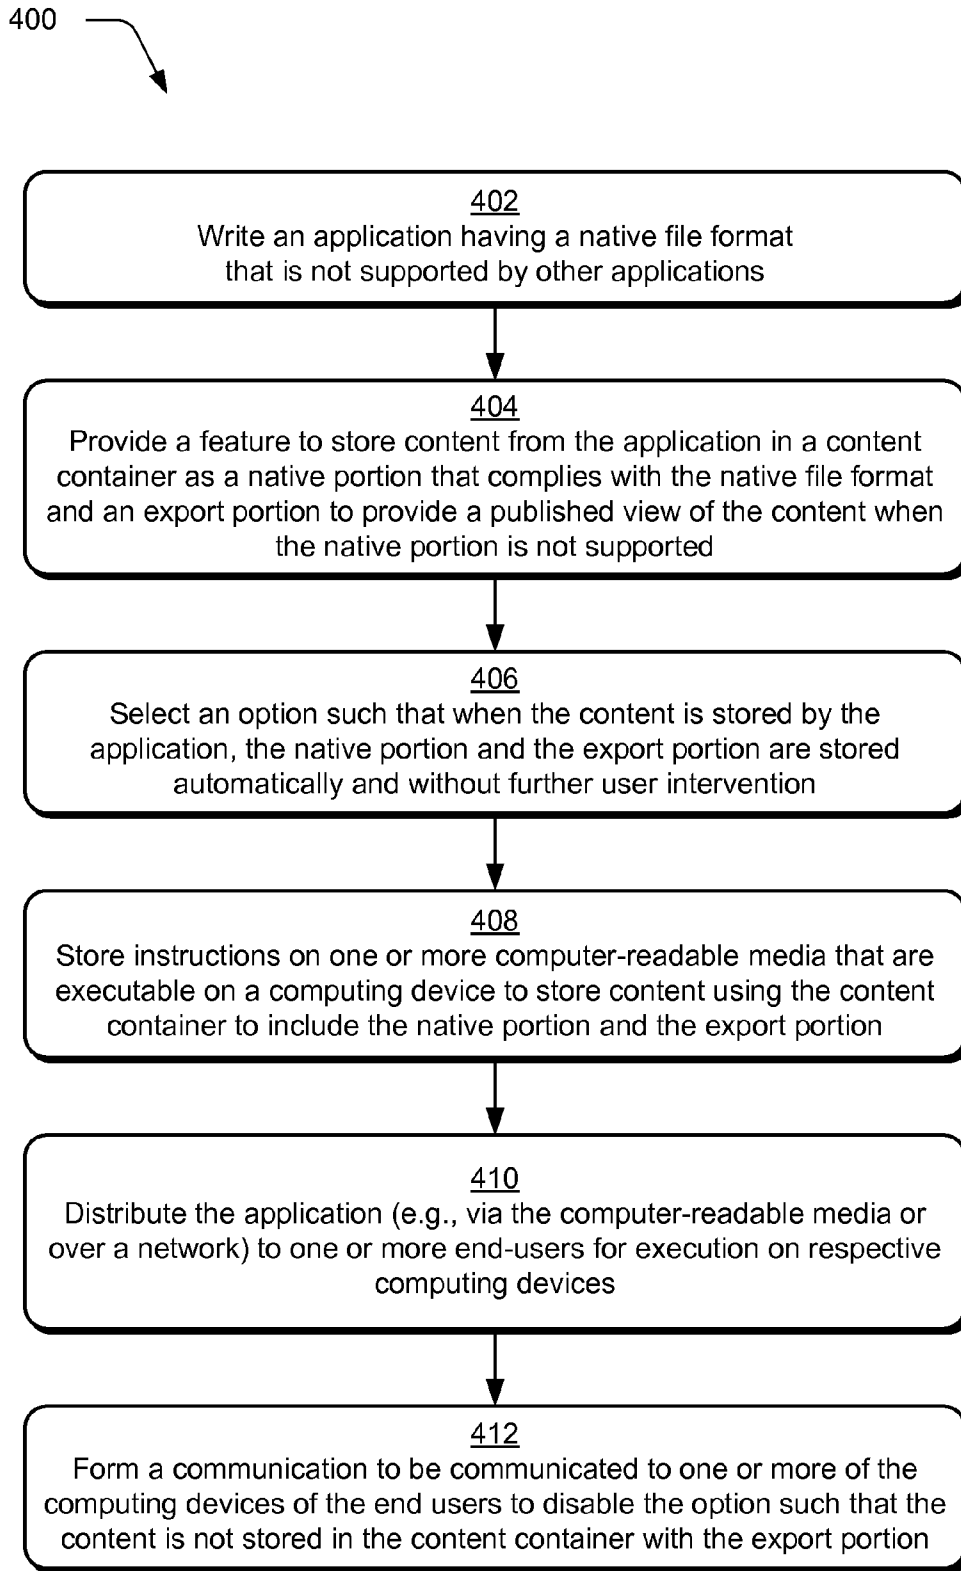 400
402
Write an application having a native file format
that is not supported by other applications
404
Provide a feature to store content from the application in a content
container as a native portion that complies with the native file format
and an export portion to provide a published view of the content when
the native portion is not supported
406
Select an option such that when the content is stored by the
application, the native portion and the export portion are stored
automatically and without further user intervention
408
Store instructions on one or more computer-readable media that are
executable on a computing device to store content using the content
container to include the native portion and the export portion
410
Distribute the application (e.g., via the computer-readable media or
over a network) to one or more end-users for execution on respective
computing devices
412
Form a communication to be communicated to one or more of the
computing devices of the end users to disable the option such that the
content is not stored in the content container with the export portion